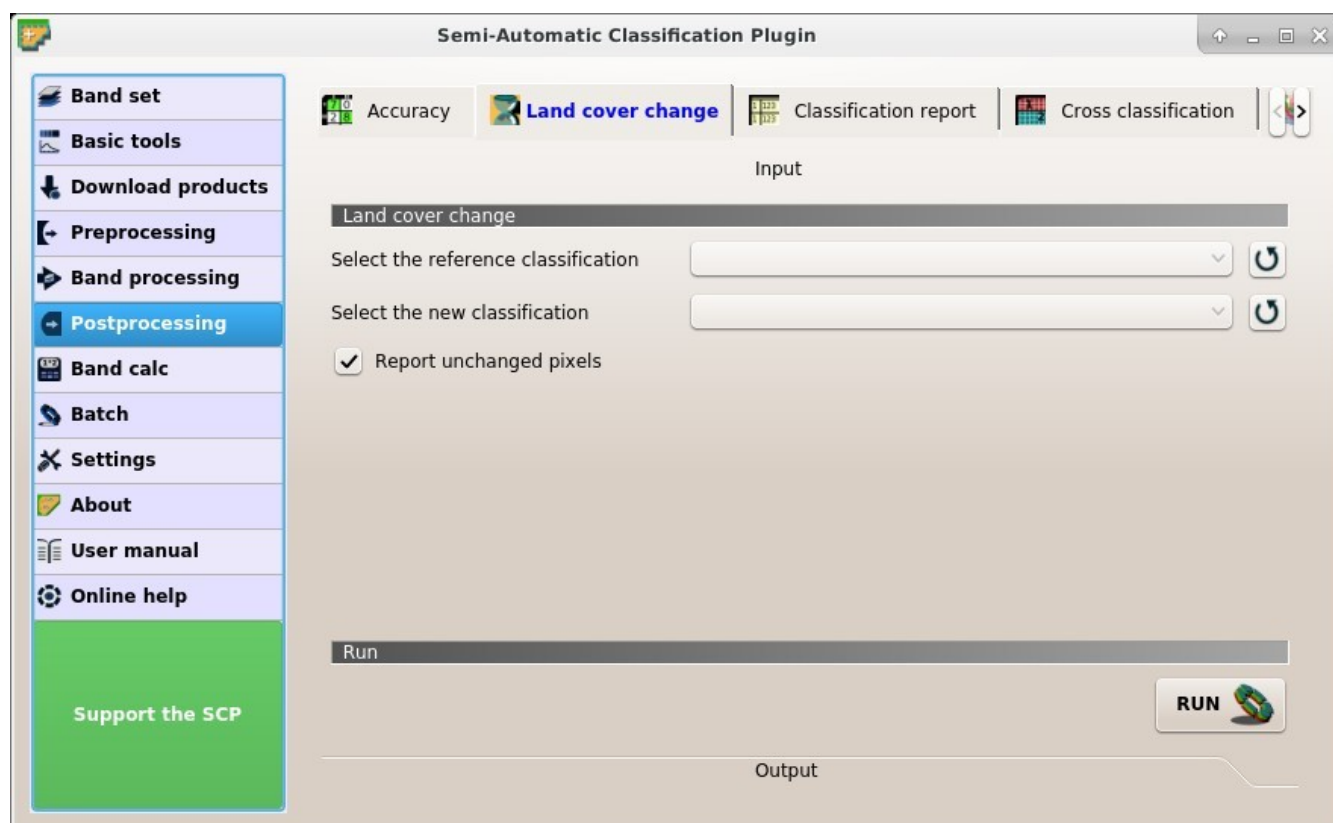 Semi-Automatic Classification Plugin
Band set
Basic tools
Download products
Preprocessing
Band processing
Postprocessing
Band calc
Batch
Settings
About
User manual
Online help
Support the SCP
Accuracy
Land cover change
Classification report
Cross classification
Input
Land cover change
Select the reference classification
Select the new classification
Report unchanged pixels
Run
RUN
Output